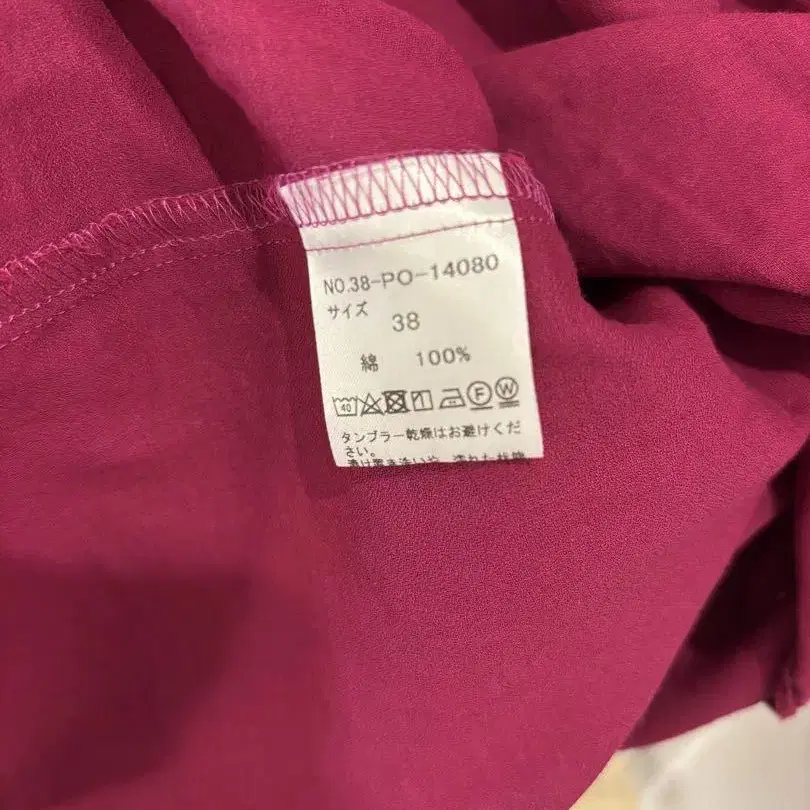 NO.38-PO-14080
サイズ
38
綿 100%
40 F W
タンブラー乾燥はお避けくだ
さい。